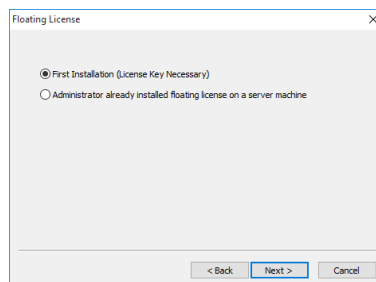 Floating License
First Installation (License Key Necessary)
Administrator already installed floating license on a server machine
< Back Next > Cancel